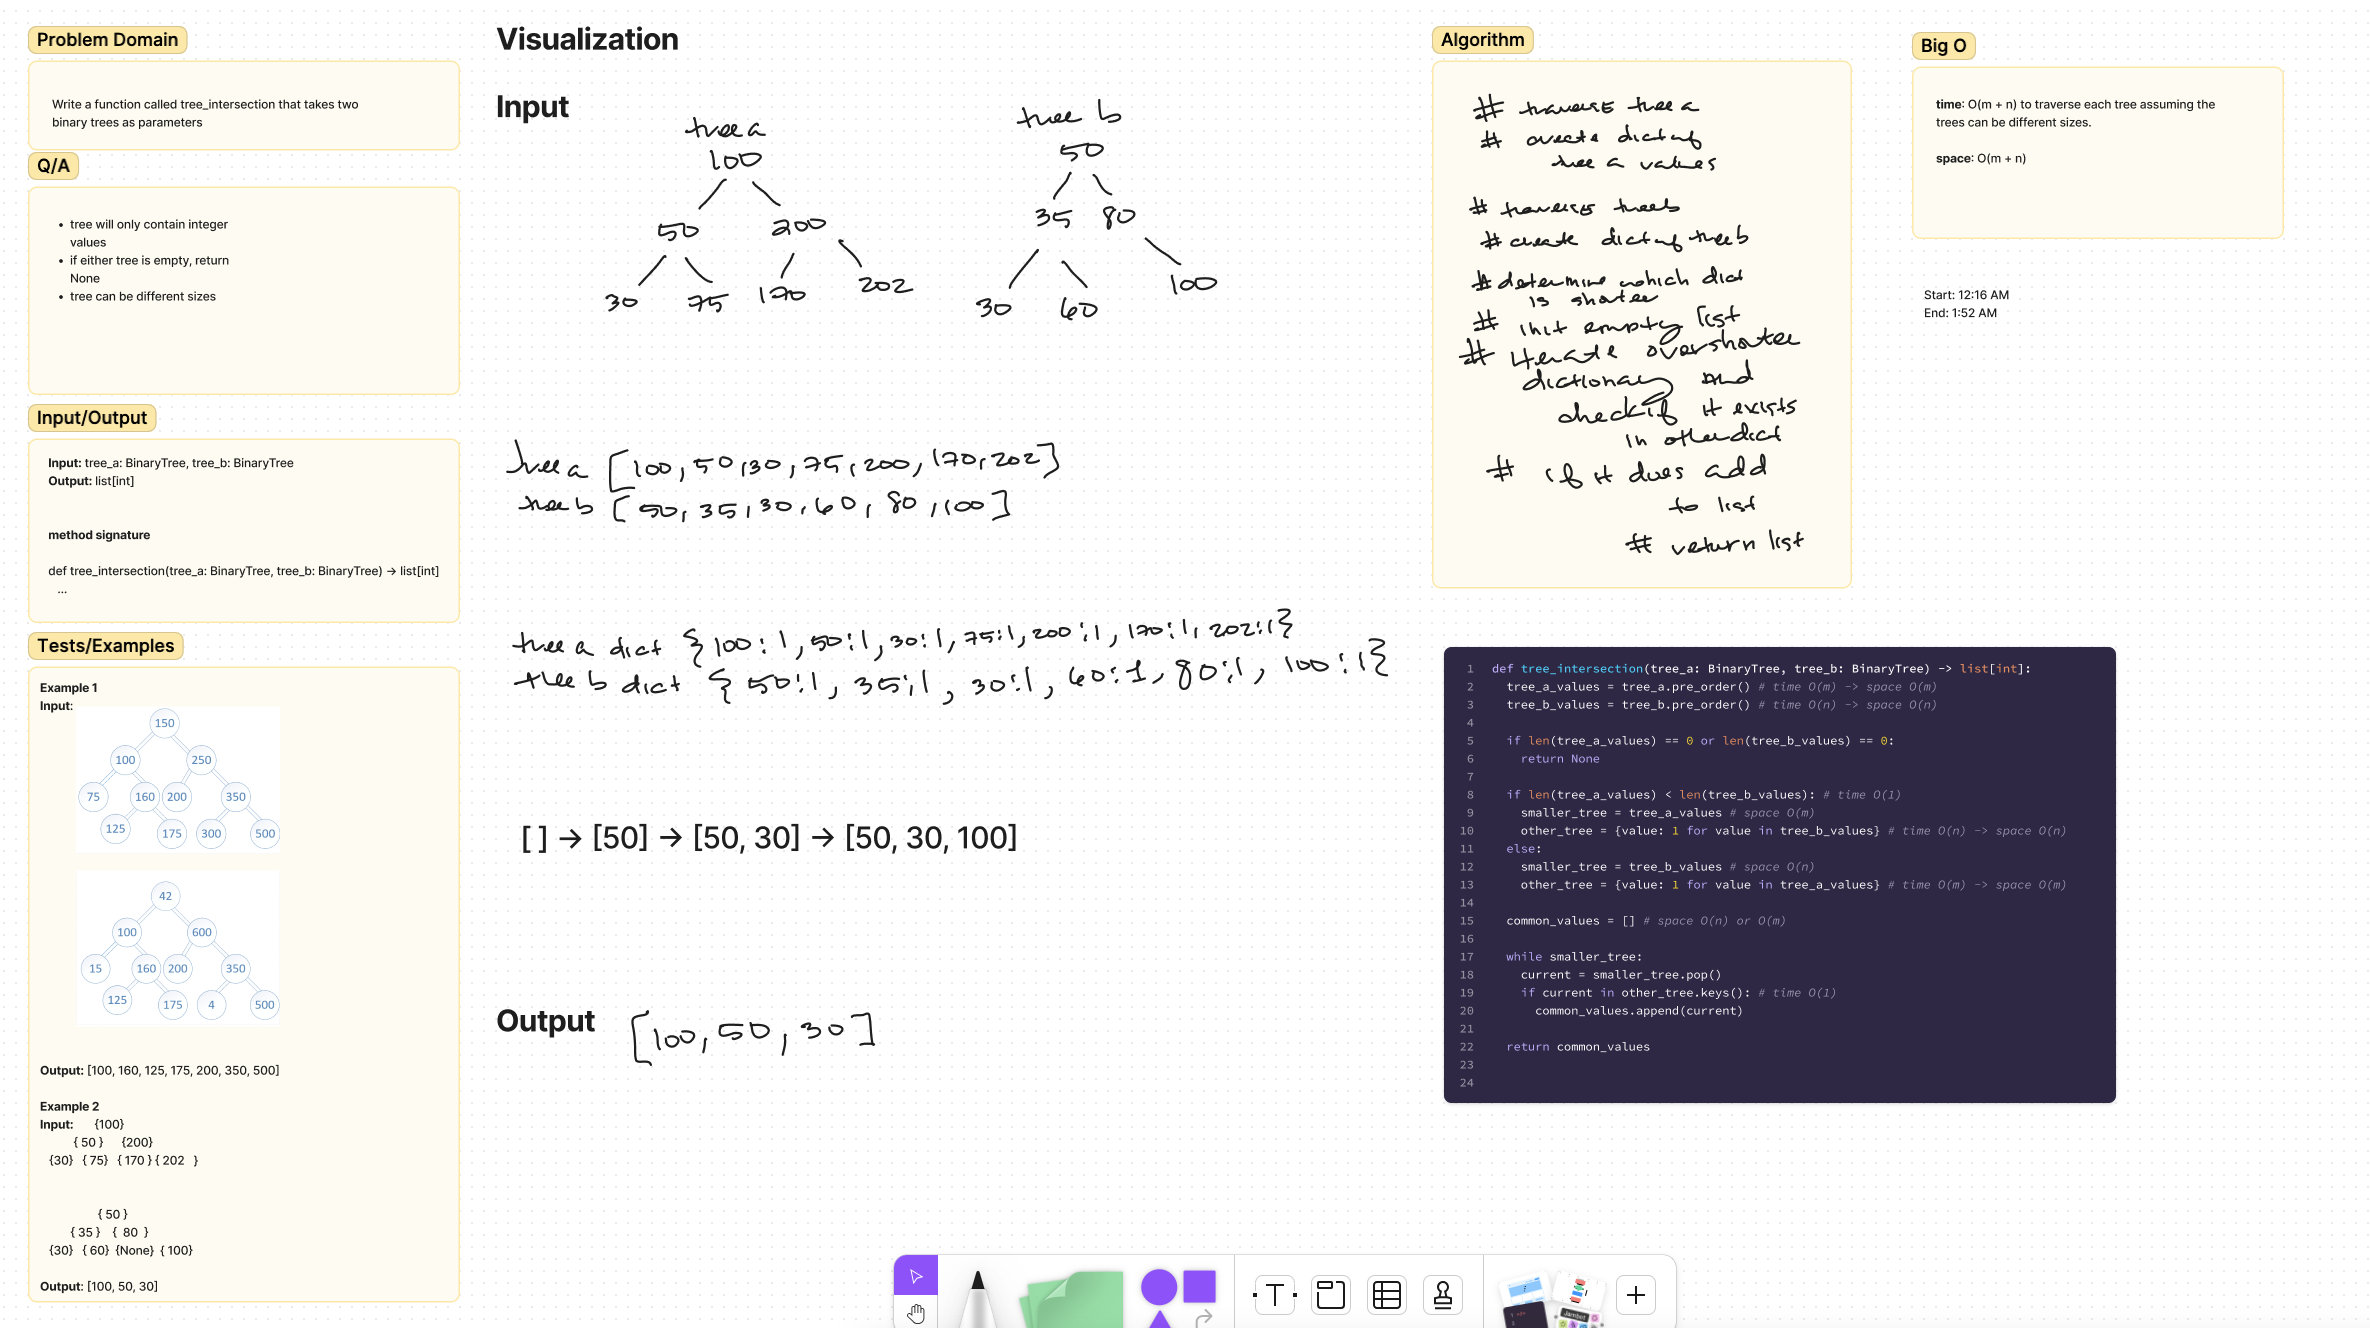 Problem Domain
Write a function called tree_intersection that takes two
binary trees as parameters
Q/A
• tree will only contain integer
values
• if either tree is empty, return
None
• tree can be different sizes
Input/Output
Input: tree_a: BinaryTree, tree_b: BinaryTree
Output: list[int]
method signature
def tree_intersection(tree_a: BinaryTree, tree_b: BinaryTree) → list[int]
...
Tests/Examples
Example 1
Input:
150
100 250
75 160 200 350
125 175 300 500
42
100 600
15 160 200 350
125 175 4 500
Output: [100, 160, 125, 175, 200, 350, 500]
Example 2
Input: {100}
{ 50 } {200}
{30} { 75} { 170 } { 202 }
{ 50 }
{ 35 } { 80 }
{30} { 60} {None} { 100}
Output: [100, 50, 30]
Visualization
Input
tree a
100
50 200
30 75 170 202
tree b
50
35 80
30 60 100
tree a [100, 50, 30, 75, 200, 170, 202]
tree b [50, 35, 30, 60, 80, 100]
tree a dict {100:1, 50:1, 30:1, 75:1, 200:1, 170:1, 202:1}
tree b dict {50:1, 35:1, 30:1, 60:1, 80:1, 100:1}
[ ] → [50] → [50, 30] → [50, 30, 100]
Output [100, 50, 30]
Algorithm
# traverse tree a
# create dict of
tree a values
# traverse tree b
# create dict of tree b
# determine which dict
is shorter
# init empty list
# iterate over shorter
dictionary and
check if it exists
in other dict
# if it does add
to list
# return list
Big O
time: O(m + n) to traverse each tree assuming the
trees can be different sizes.
space: O(m + n)
Start: 12:16 AM
End: 1:52 AM
1 def tree_intersection(tree_a: BinaryTree, tree_b: BinaryTree) -> list[int]:
2 tree_a_values = tree_a.pre_order() # time O(m) -> space O(m)
3 tree_b_values = tree_b.pre_order() # time O(n) -> space O(n)
4
5 if len(tree_a_values) == 0 or len(tree_b_values) == 0:
6 return None
7
8 if len(tree_a_values) < len(tree_b_values): # time O(1)
9 smaller_tree = tree_a_values # space O(m)
10 other_tree = {value: 1 for value in tree_b_values} # time O(n) -> space O(n)
11 else:
12 smaller_tree = tree_b_values # space O(n)
13 other_tree = {value: 1 for value in tree_a_values} # time O(m) -> space O(m)
14
15 common_values = [] # space O(n) or O(m)
16
17 while smaller_tree:
18 current = smaller_tree.pop()
19 if current in other_tree.keys(): # time O(1)
20 common_values.append(current)
21
22 return common_values
23
24